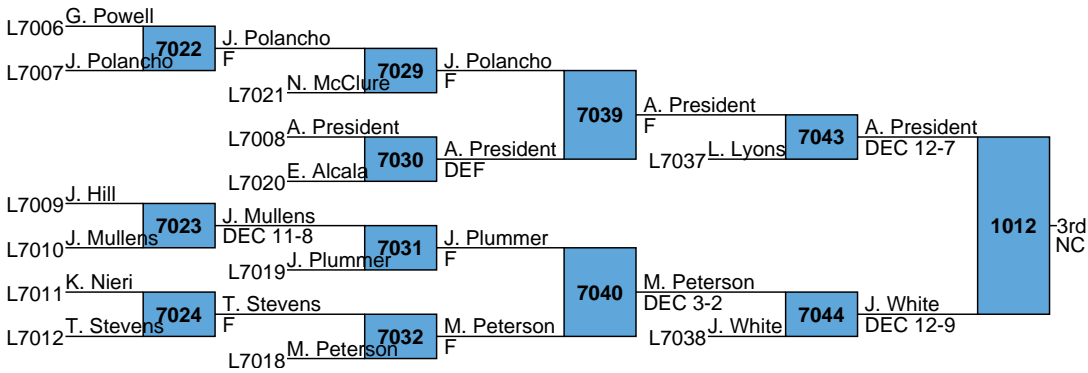 L7006 G. Powell
7022
L7007 J. Polancho
J. Polancho
F
7029
L7021 N. McClure
J. Polancho
F
7039
L7008 A. President
7030
L7020 E. Alcala
A. President
DEF
A. President
F
7043
L7037 L. Lyons
A. President
DEC 12-7
1012
3rd
NC
L7009 J. Hill
7023
L7010 J. Mullens
J. Mullens
DEC 11-8
7031
L7019 J. Plummer
J. Plummer
F
7040
L7011 K. Nieri
7024
L7012 T. Stevens
T. Stevens
F
7032
L7018 M. Peterson
M. Peterson
F
M. Peterson
DEC 3-2
7044
L7038 J. White
J. White
DEC 12-9